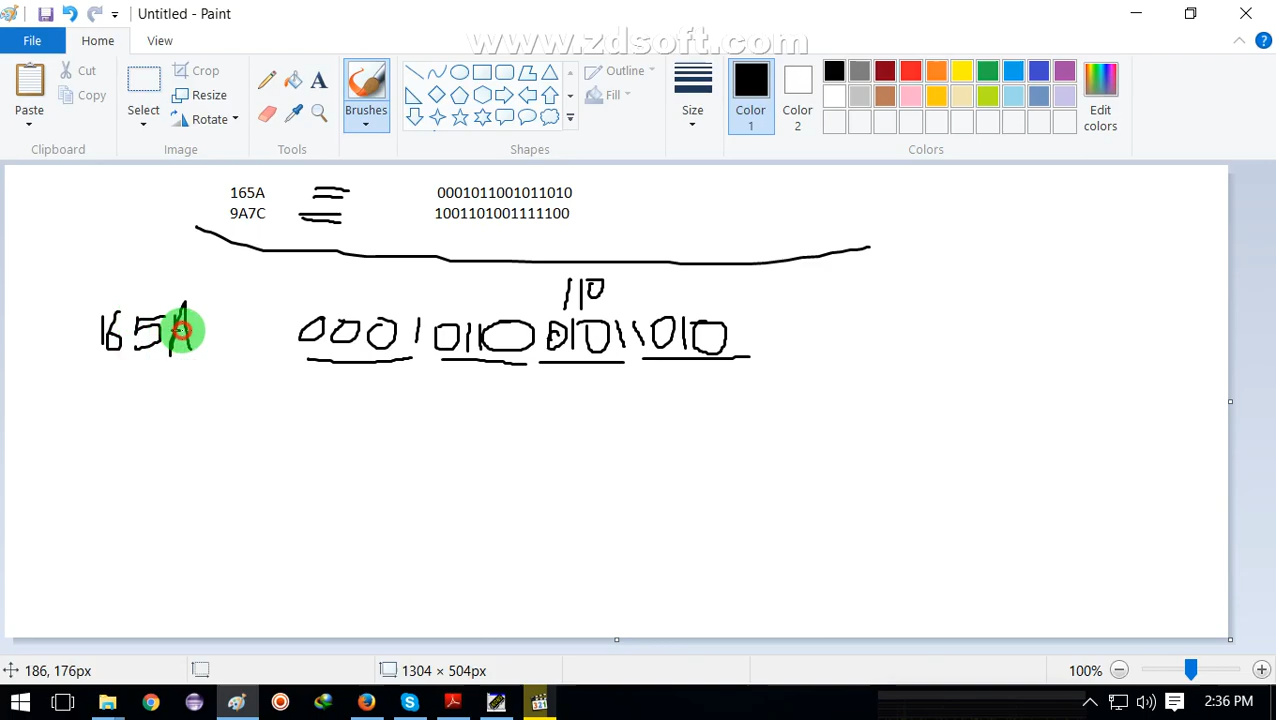 Untitled - Paint
www.zdsoft.com
File Home View
Cut
Copy
Paste
Clipboard
Crop
Resize
Rotate
Select
Image
A
Tools
Brushes
Outline
Fill
Shapes
Size
Color 1
Color 2
Edit colors
Colors
165A 0001011001011010
9A7C 1001101001111100
110
165A 0001 0110 0101 1010
186, 176px
1304 × 504px
100%
2:36 PM